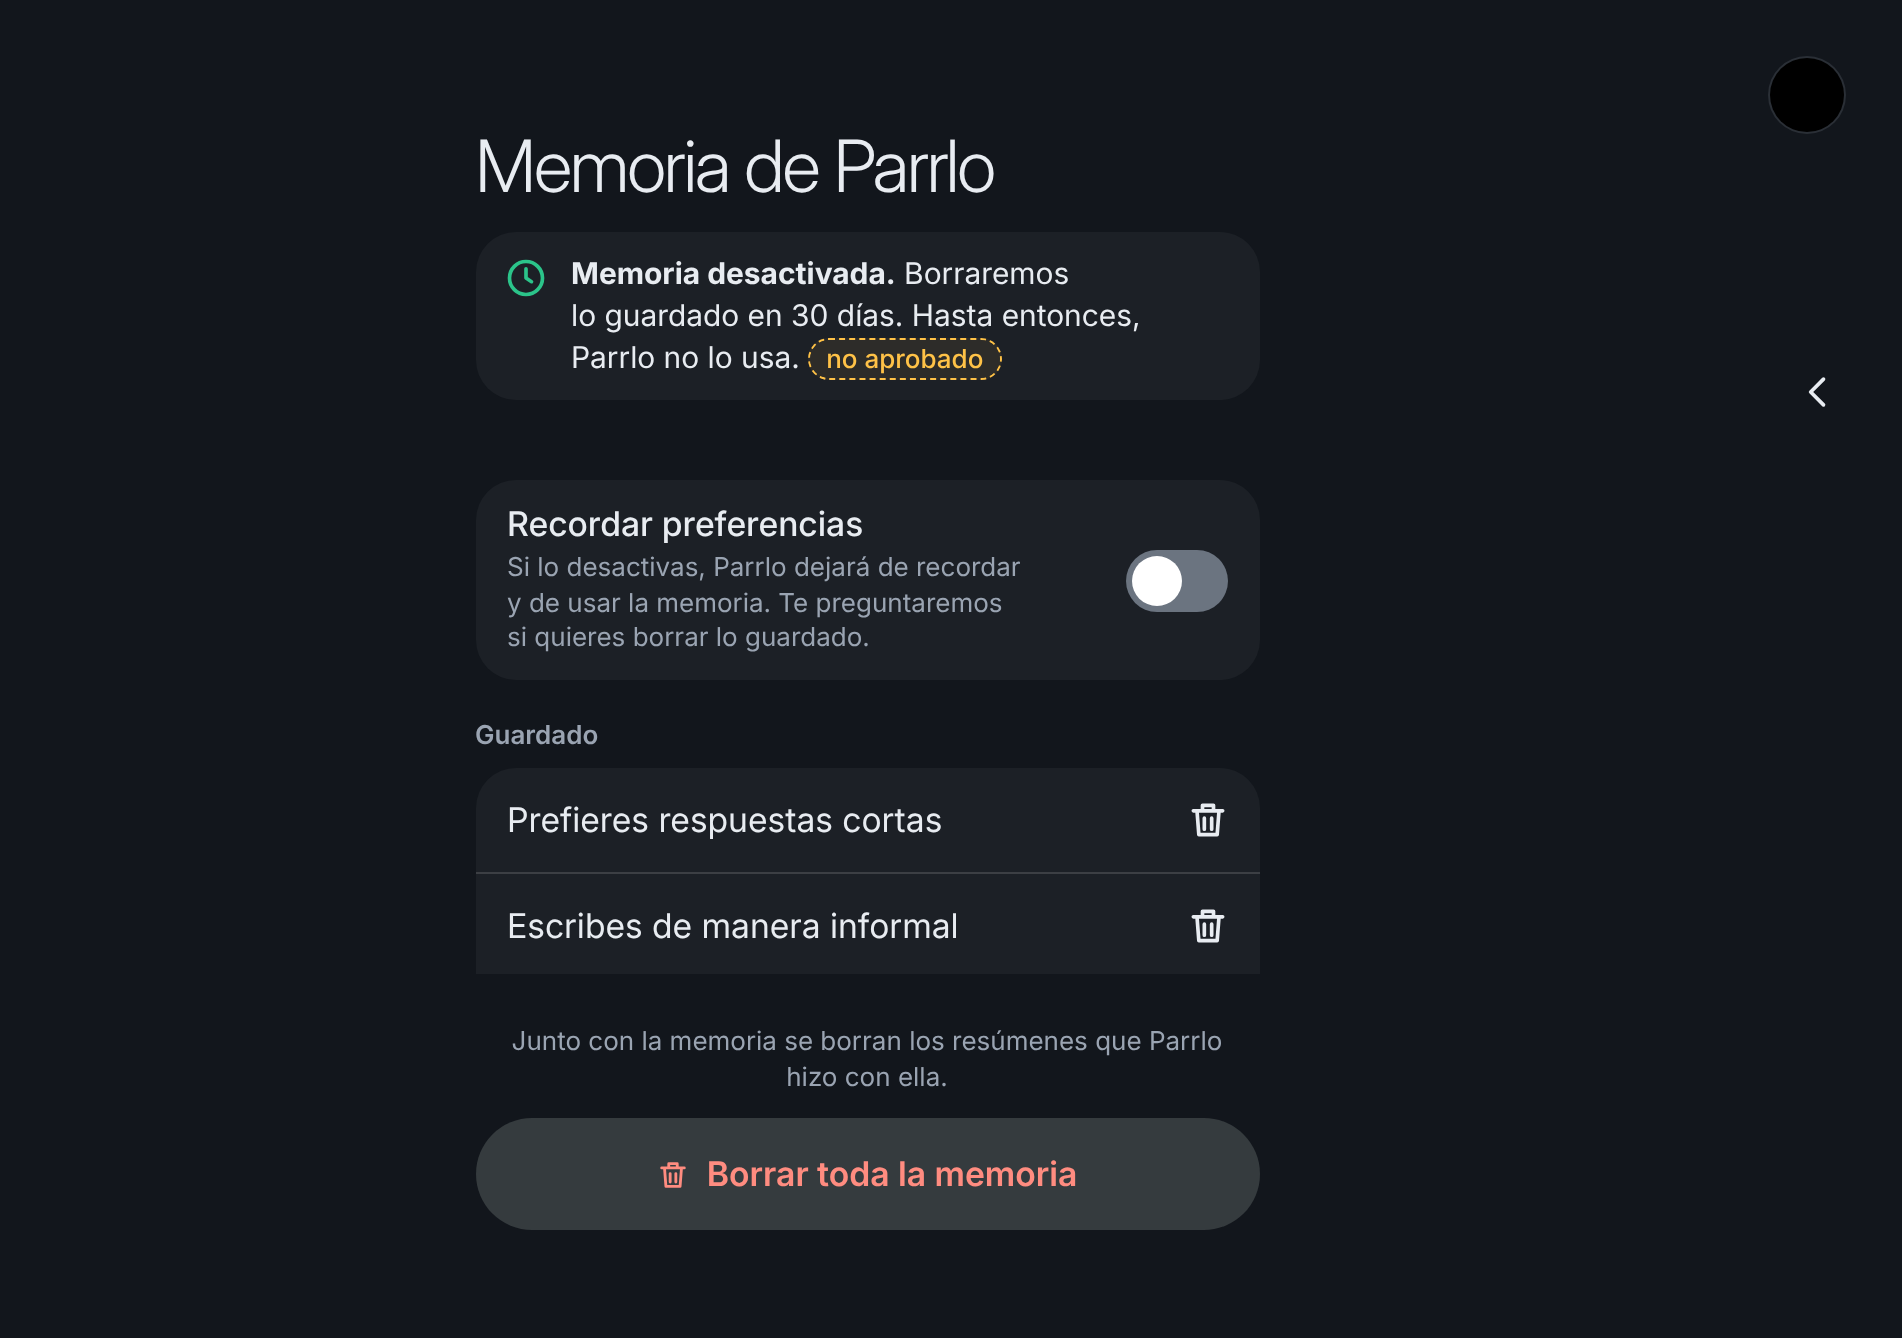 Memoria de Parrlo
Memoria desactivada. Borraremos
lo guardado en 30 días. Hasta entonces,
Parrlo no lo usa. no aprobado
Recordar preferencias
Si lo desactivas, Parrlo dejará de recordar
y de usar la memoria. Te preguntaremos
si quieres borrar lo guardado.
Guardado
Prefieres respuestas cortas
Escribes de manera informal
Junto con la memoria se borran los resúmenes que Parrlo
hizo con ella.
Borrar toda la memoria